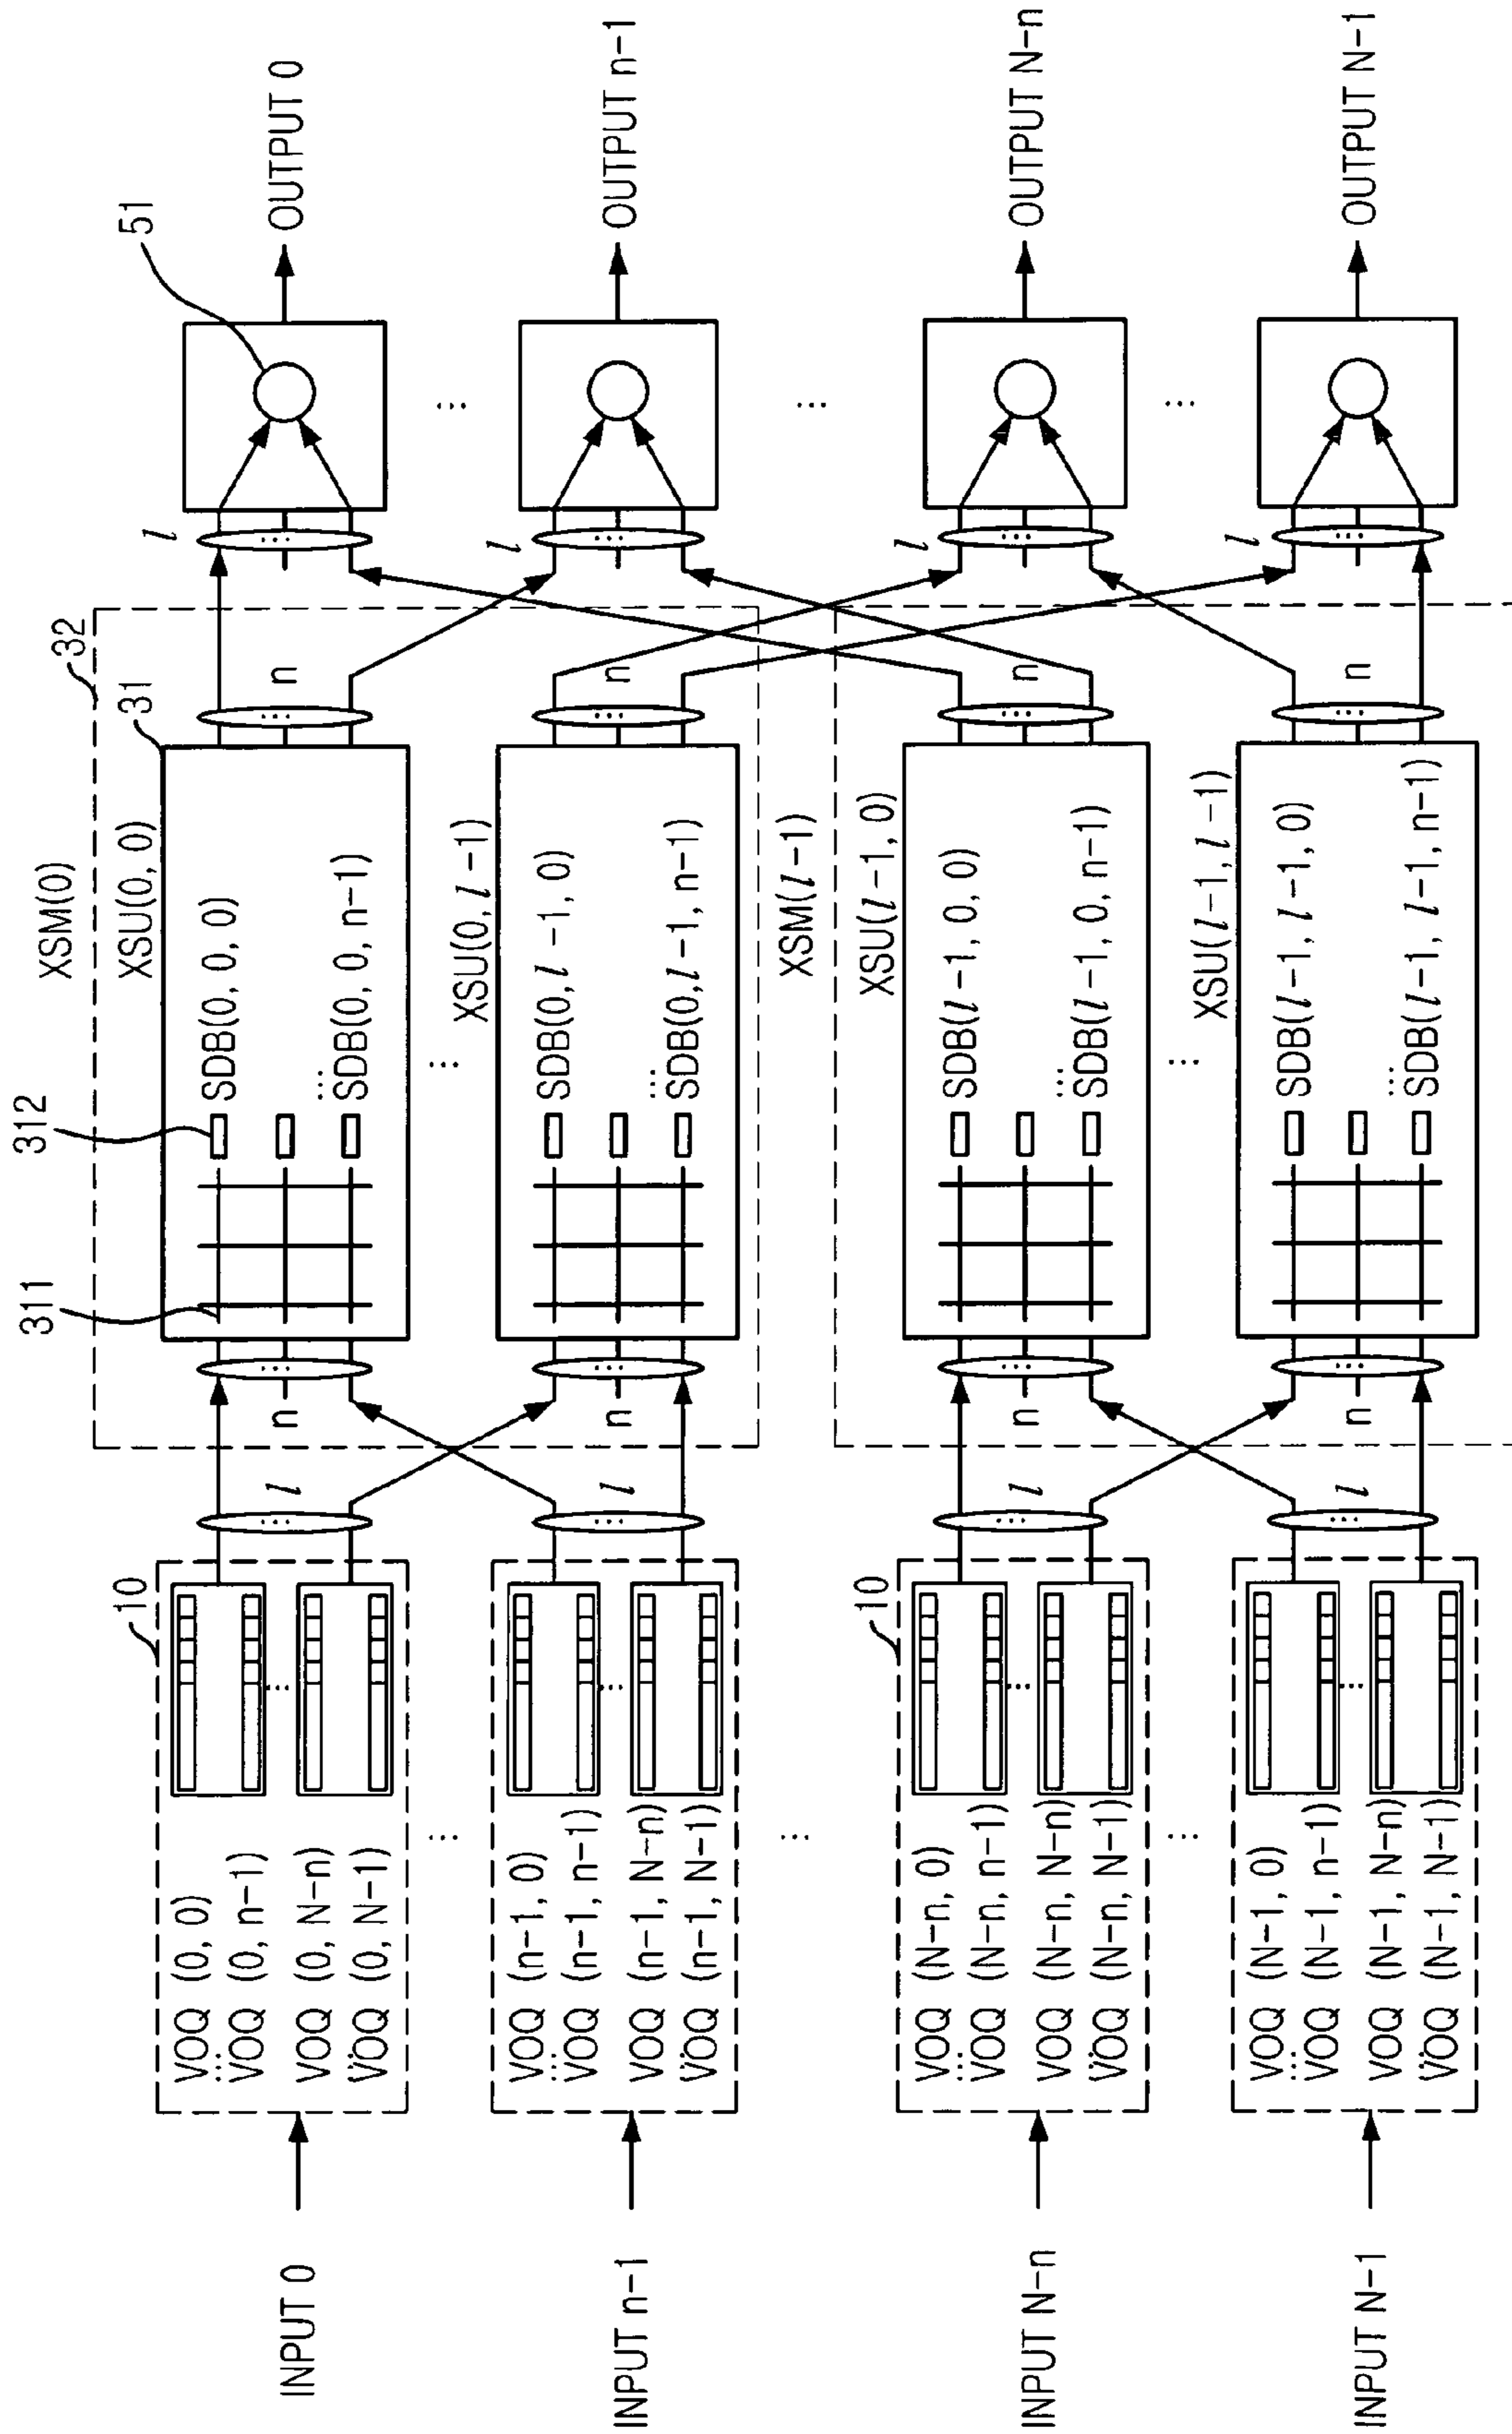 INPUT 0
INPUT n-1
INPUT N-n
INPUT N-1
10
VOQ (0, 0)
...
VOQ (0, n-1)
...
VOQ (0, N-n)
...
VOQ (0, N-1)
...
VOQ (n-1, 0)
...
VOQ (n-1, n-1)
...
VOQ (n-1, N-n)
...
VOQ (n-1, N-1)
...
10
VOQ (N-n, 0)
...
VOQ (N-n, n-1)
...
VOQ (N-n, N-n)
...
VOQ (N-n, N-1)
...
VOQ (N-1, 0)
...
VOQ (N-1, n-1)
...
VOQ (N-1, N-n)
...
VOQ (N-1, N-1)
l
l
l
l
n
n
n
n
XSM(0)
32
XSU(0, 0)
31
311
312
SDB(0, 0, 0)
...
SDB(0, 0, n-1)
...
XSU(0, l-1)
SDB(0, l-1, 0)
...
SDB(0, l-1, n-1)
XSM(l-1)
XSU(l-1, 0)
SDB(l-1, 0, 0)
...
SDB(l-1, 0, n-1)
...
XSU(l-1, l-1)
SDB(l-1, l-1, 0)
...
SDB(l-1, l-1, n-1)
n
n
n
n
l
l
l
l
51
OUTPUT 0
...
OUTPUT n-1
...
OUTPUT N-n
...
OUTPUT N-1